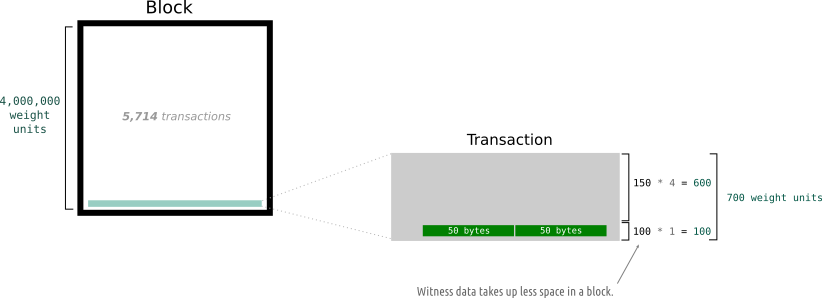 Block
4,000,000
weight
units
5,714 transactions
Transaction
150 * 4 = 600
700 weight units
50 bytes
50 bytes
100 * 1 = 100
Witness data takes up less space in a block.